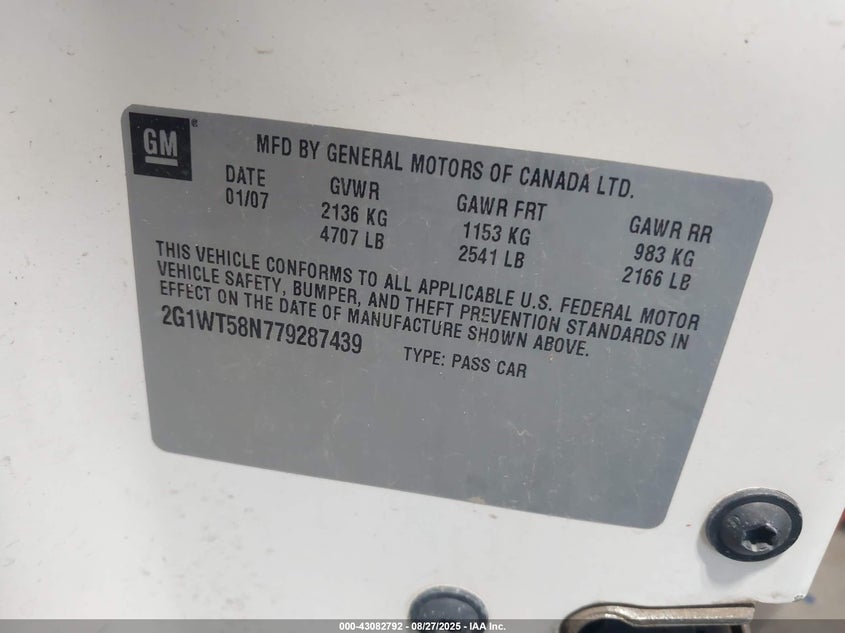 GM ®
MFD BY GENERAL MOTORS OF CANADA LTD.
DATE GVWR GAWR FRT GAWR RR
01/07 2136 KG 1153 KG 983 KG
4707 LB 2541 LB 2166 LB
THIS VEHICLE CONFORMS TO ALL APPLICABLE U.S. FEDERAL MOTOR
VEHICLE SAFETY, BUMPER, AND THEFT PREVENTION STANDARDS IN
EFFECT ON THE DATE OF MANUFACTURE SHOWN ABOVE.
2G1WT58N779287439 TYPE: PASS CAR
000-43082792 - 08/27/2025 - IAA Inc.